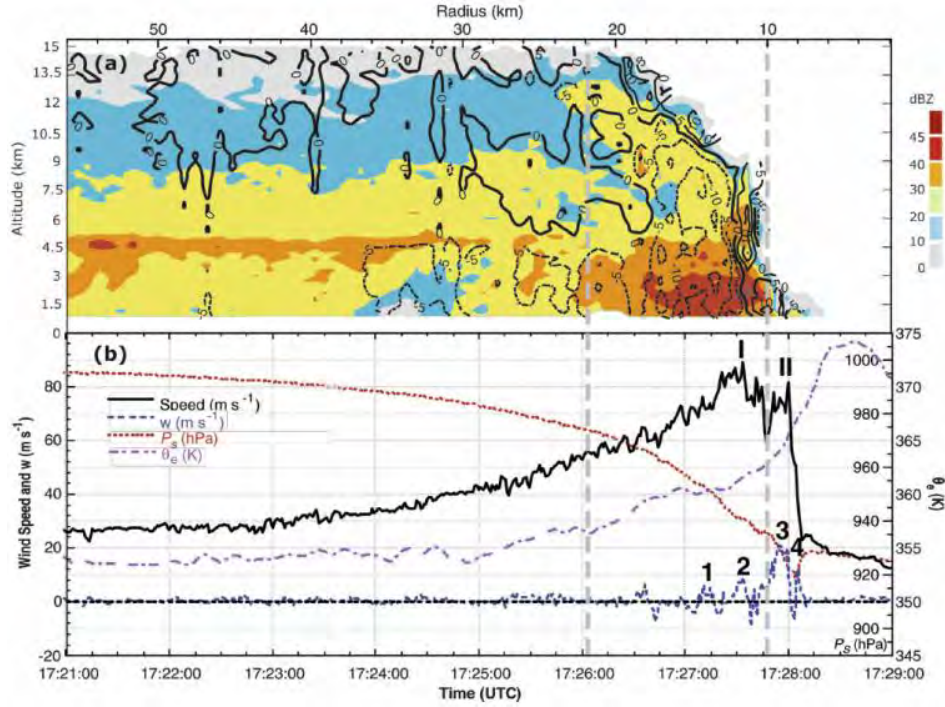 Radius (km)
50 40 30 20 10
(a)
15
13.5
12
10.5
9
7.5
6
4.5
3
1.5
0
Altitude (km)
dBZ
45
40
30
20
10
0
(b)
I
II
Speed (m s⁻¹)
w (m s⁻¹)
Pₛ (hPa)
θₑ (K)
Wind Speed and w (m s⁻¹)
80
60
40
20
0
-20
1
2
3
4
1000
980
960
940
920
900
Pₛ (hPa)
375
370
365
360
355
350
345
θₑ (K)
17:21:00 17:22:00 17:23:00 17:24:00 17:25:00 17:26:00 17:27:00 17:28:00 17:29:00
Time (UTC)